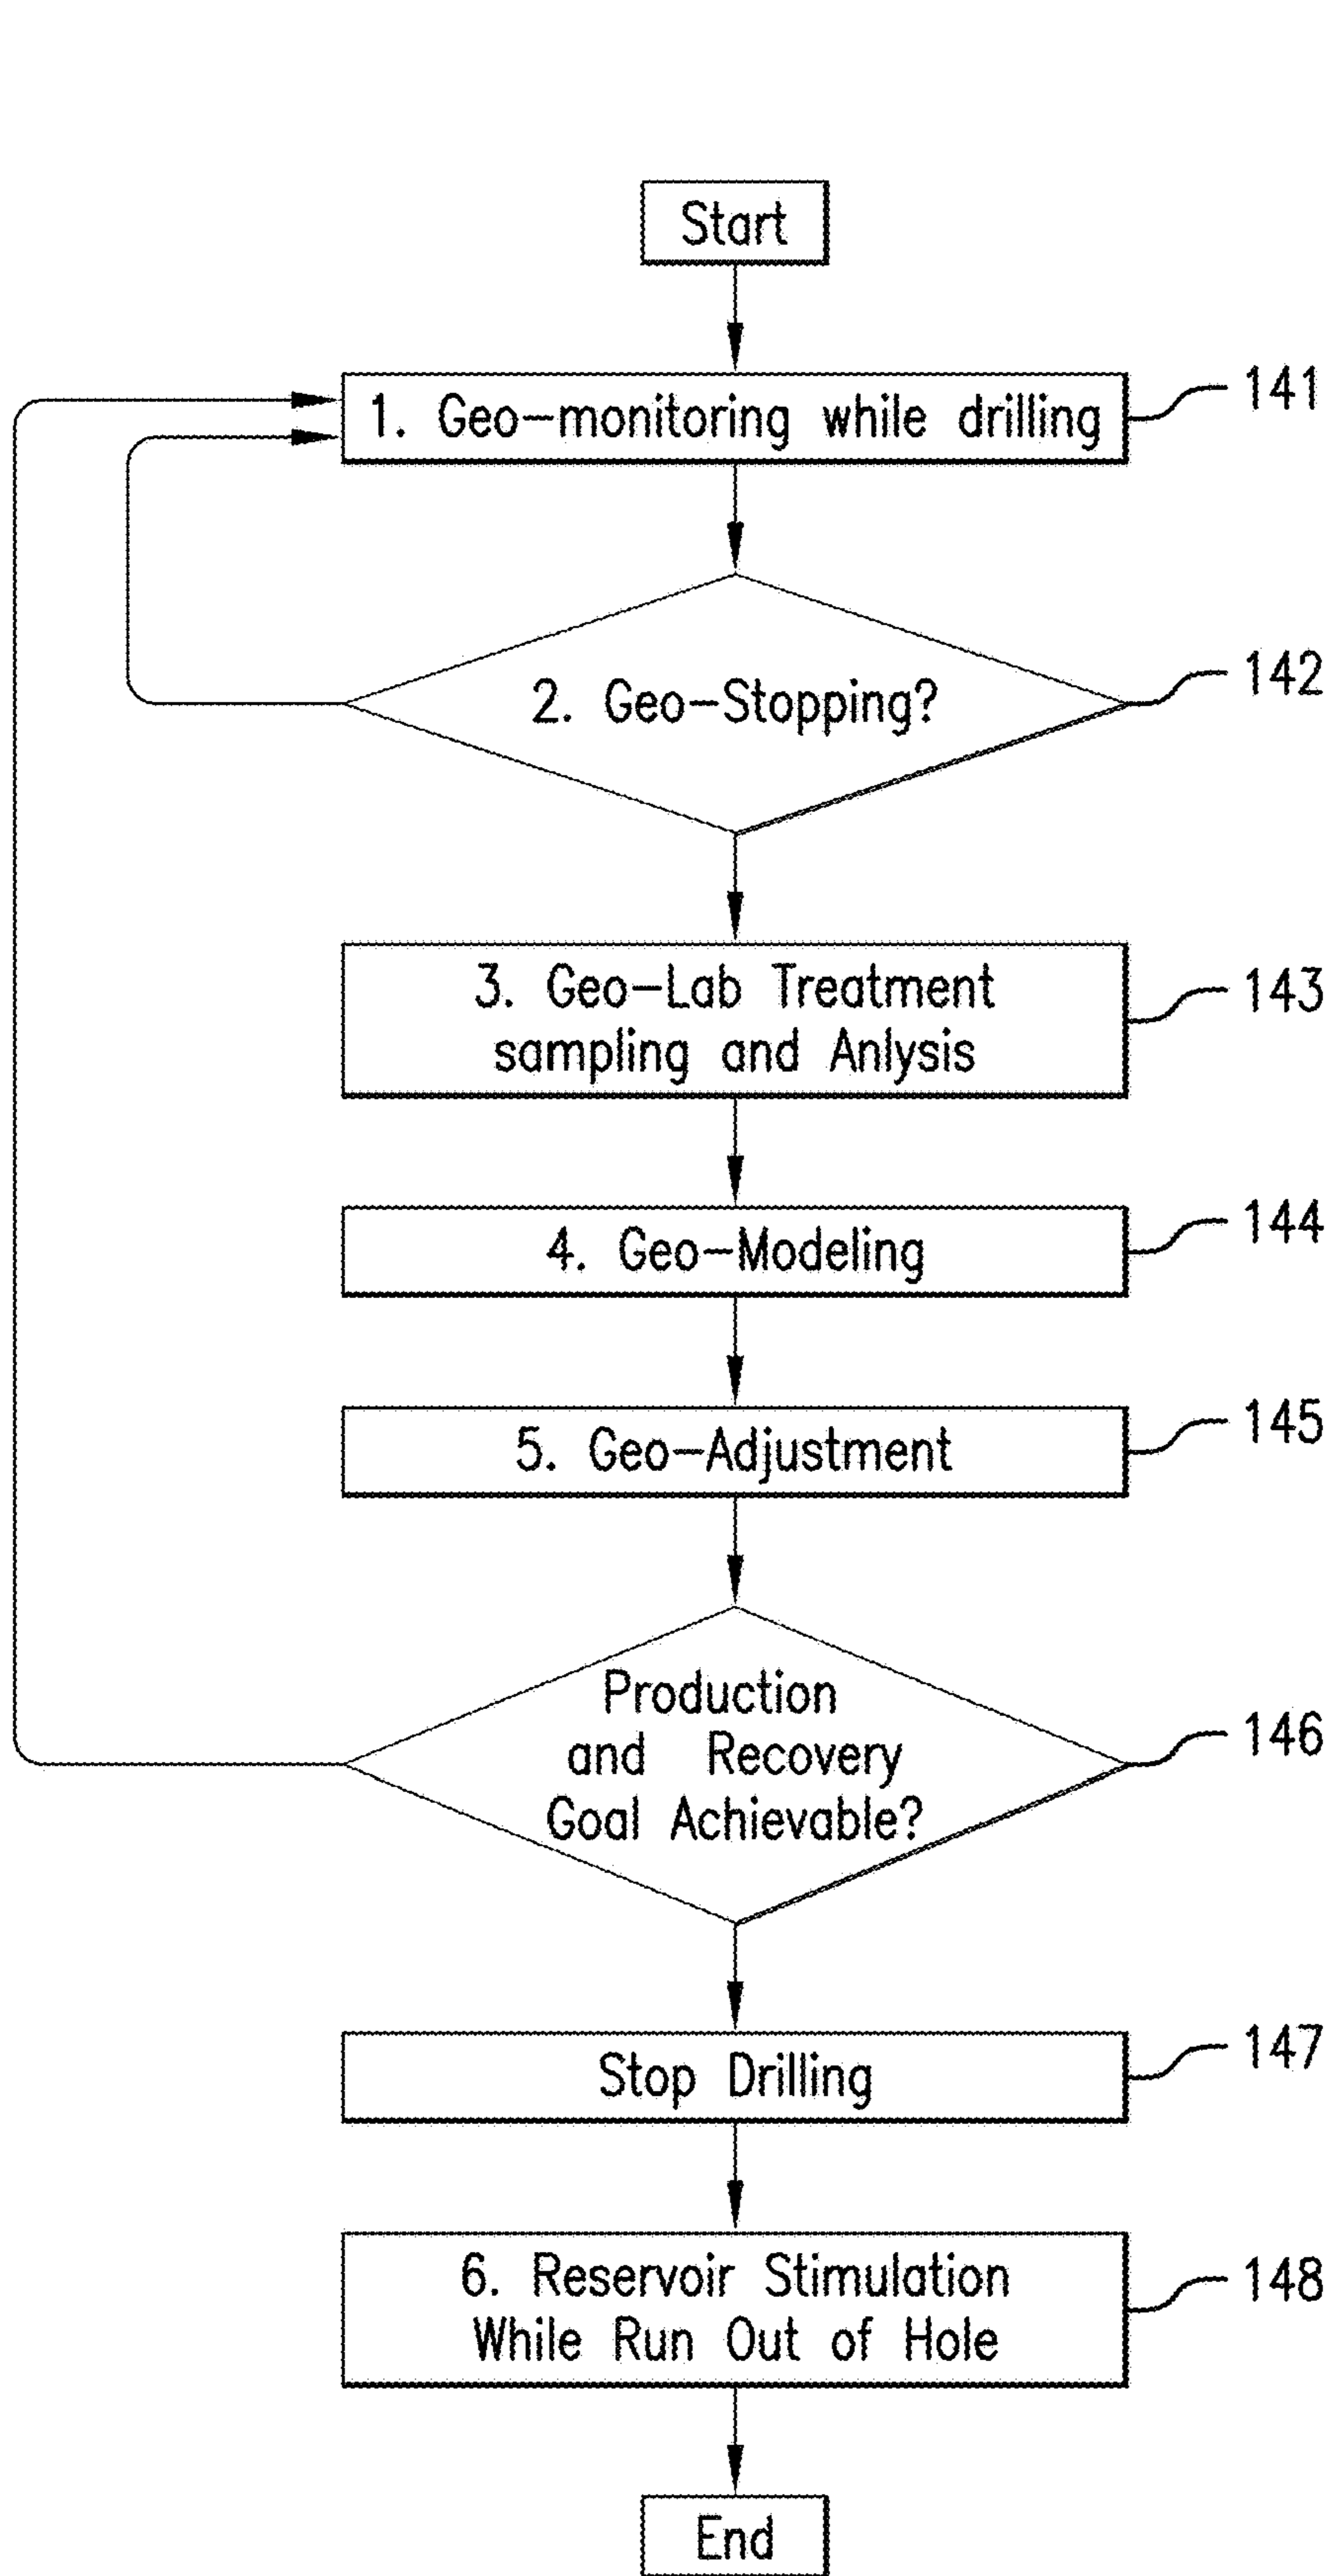 Start
1. Geo-monitoring while drilling
141
2. Geo-Stopping?
142
3. Geo-Lab Treatment
sampling and Anlysis
143
4. Geo-Modeling
144
5. Geo-Adjustment
145
Production
and Recovery
Goal Achievable?
146
Stop Drilling
147
6. Reservoir Stimulation
While Run Out of Hole
148
End